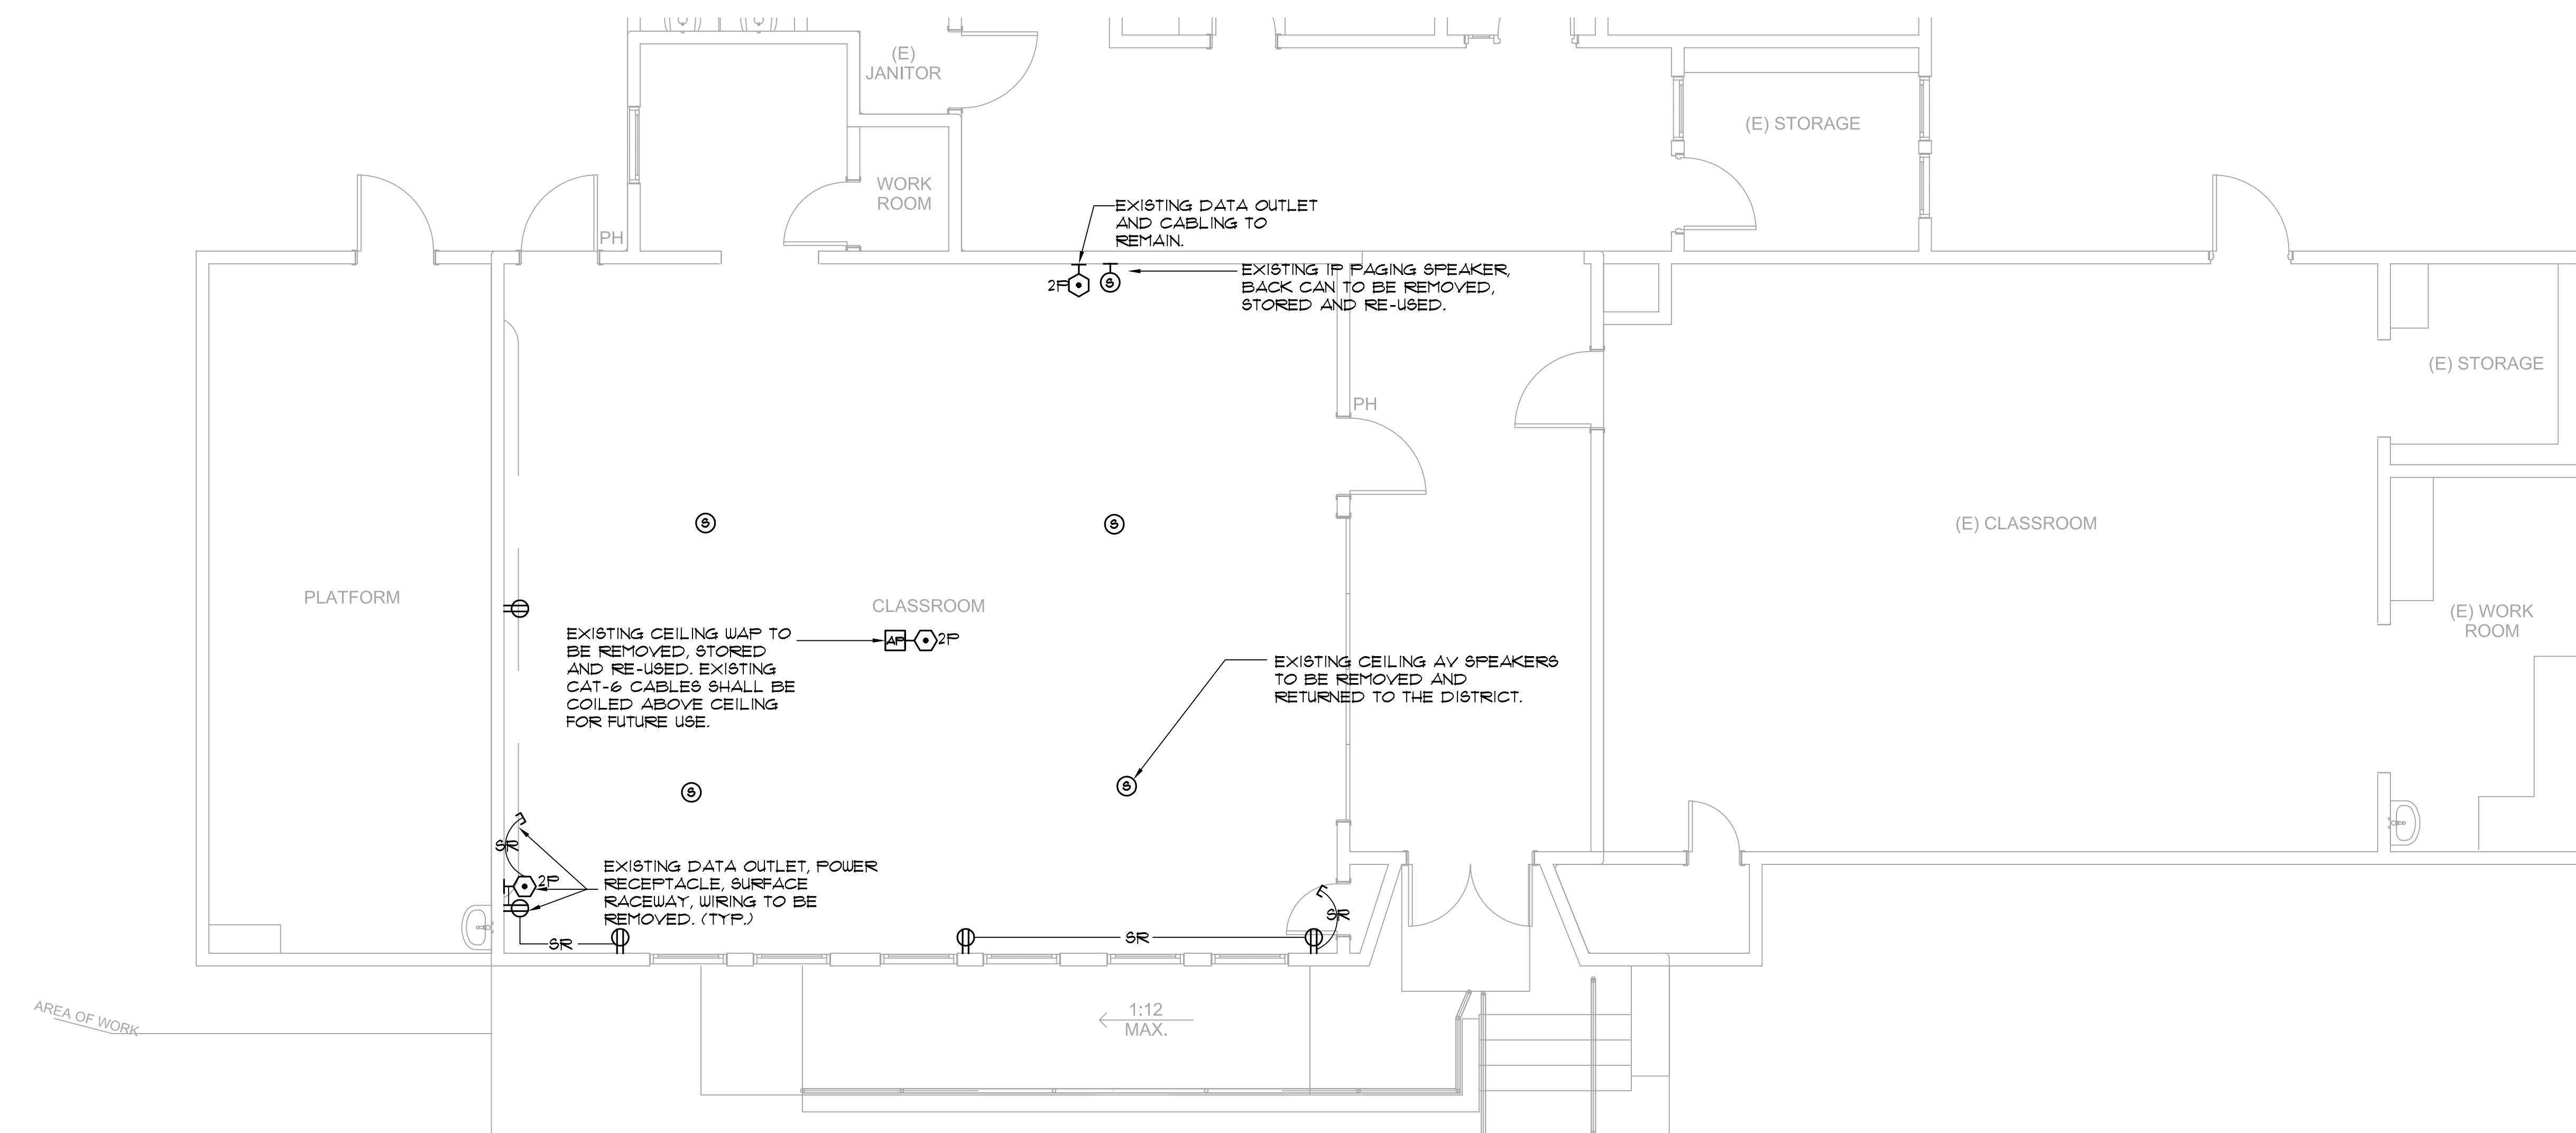 (E)
JANITOR
(E) STORAGE
WORK
ROOM
PH
EXISTING DATA OUTLET
AND CABLING TO
REMAIN.
2P
S
EXISTING IP PAGING SPEAKER,
BACK CAN TO BE REMOVED,
STORED AND RE-USED.
(E) STORAGE
PH
S
S
(E) CLASSROOM
PLATFORM
CLASSROOM
(E) WORK
ROOM
EXISTING CEILING WAP TO
BE REMOVED, STORED
AND RE-USED. EXISTING
CAT-6 CABLES SHALL BE
COILED ABOVE CEILING
FOR FUTURE USE.
AP
2P
EXISTING CEILING AV SPEAKERS
TO BE REMOVED AND
RETURNED TO THE DISTRICT.
S
S
E
SR
2P
EXISTING DATA OUTLET, POWER
RECEPTACLE, SURFACE
RACEWAY, WIRING TO BE
REMOVED. (TYP.)
SR
SR
E
SR
AREA OF WORK
1:12
MAX.